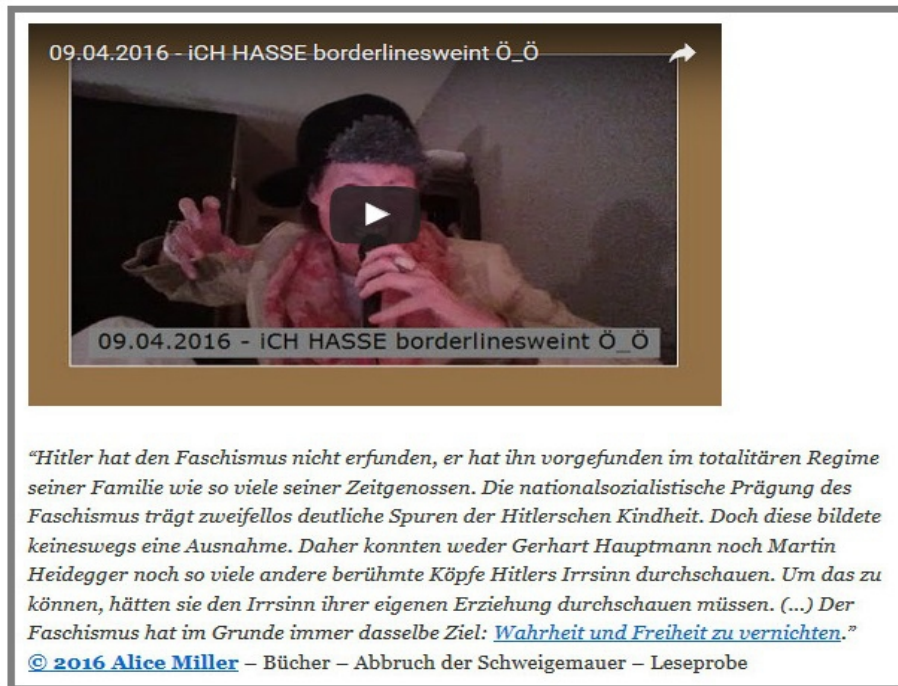 09.04.2016 - iCH HASSE borderlinesweint Ö_Ö
09.04.2016 - iCH HASSE borderlinesweint Ö_Ö
“Hitler hat den Faschismus nicht erfunden, er hat ihn vorgefunden im totalitären Regime
seiner Familie wie so viele seiner Zeitgenossen. Die nationalsozialistische Prägung des
Faschismus trägt zweifellos deutliche Spuren der Hitlerschen Kindheit. Doch diese bildete
keineswegs eine Ausnahme. Daher konnten weder Gerhart Hauptmann noch Martin
Heidegger noch so viele andere berühmte Köpfe Hitlers Irrsinn durchschauen. Um das zu
können, hätten sie den Irrsinn ihrer eigenen Erziehung durchschauen müssen. (...) Der
Faschismus hat im Grunde immer dasselbe Ziel: Wahrheit und Freiheit zu vernichten.”
© 2016 Alice Miller – Bücher – Abbruch der Schweigemauer – Leseprobe